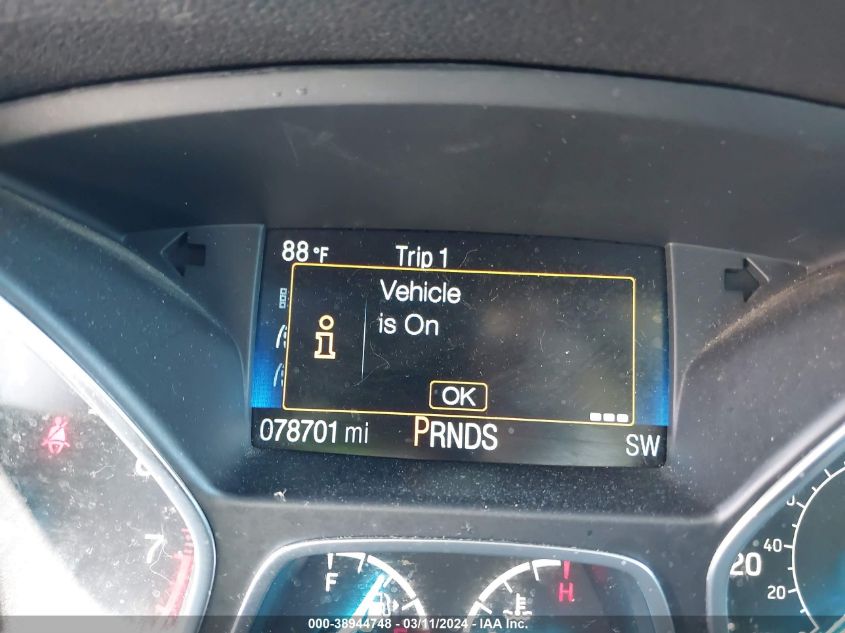 88°F Trip 1
Vehicle
is On
OK
078701 mi PRNDS SW
7
F
H
20
40
20
000-38944748 - 03/11/2024 - IAA Inc.